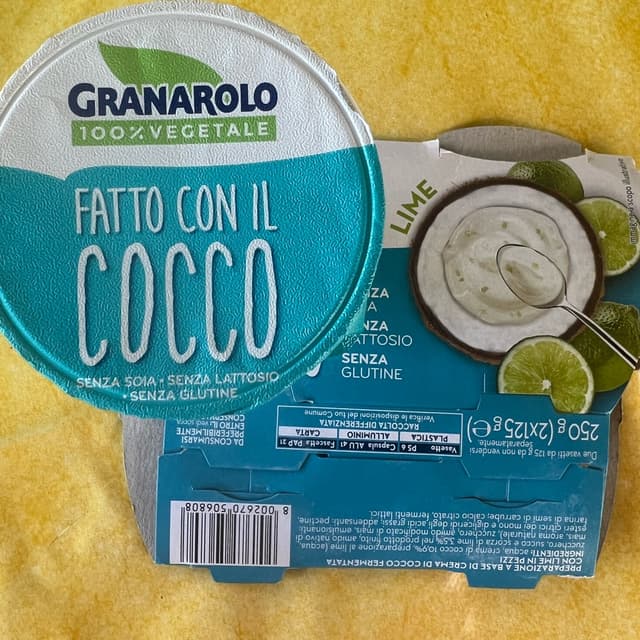 GRANAROLO
100% VEGETALE
FATTO CON IL
COCCO
SENZA SOIA • SENZA LATTOSIO
• SENZA GLUTINE
LIME
NZA
LATTOSIO
SENZA
GLUTINE
250 g (2x125 g) e
Due vasetti da 125 g da non vendersi
Separatamente.
Verifica le disposizioni del tuo Comune
RACCOLTA DIFFERENZIATA
PLASTICA ALLUMINIO CARTA
Vasetto PS 6 Capsula ALU 41 Fascetta PAP 21
DA CONSUMARSI
PREFERIBILMENTE
ENTRO
8 002670 506808
PREPARAZIONE A BASE DI CREMA DI COCCO FERMENTATA
CON LIME IN PEZZI
INGREDIENTI: acqua, crema di cocco 10,9%, preparazione al lime (acqua,
zucchero, succo e scorza di lime 5,5% nel prodotto finito, amido nativo di
mais, aroma naturale), zucchero, amido modificato di mais, emulsionanti:
esteri citrici dei mono e digliceridi degli acidi grassi; addensanti: pectine,
farina di semi di carrube; calcio citrato, fermenti lattici.